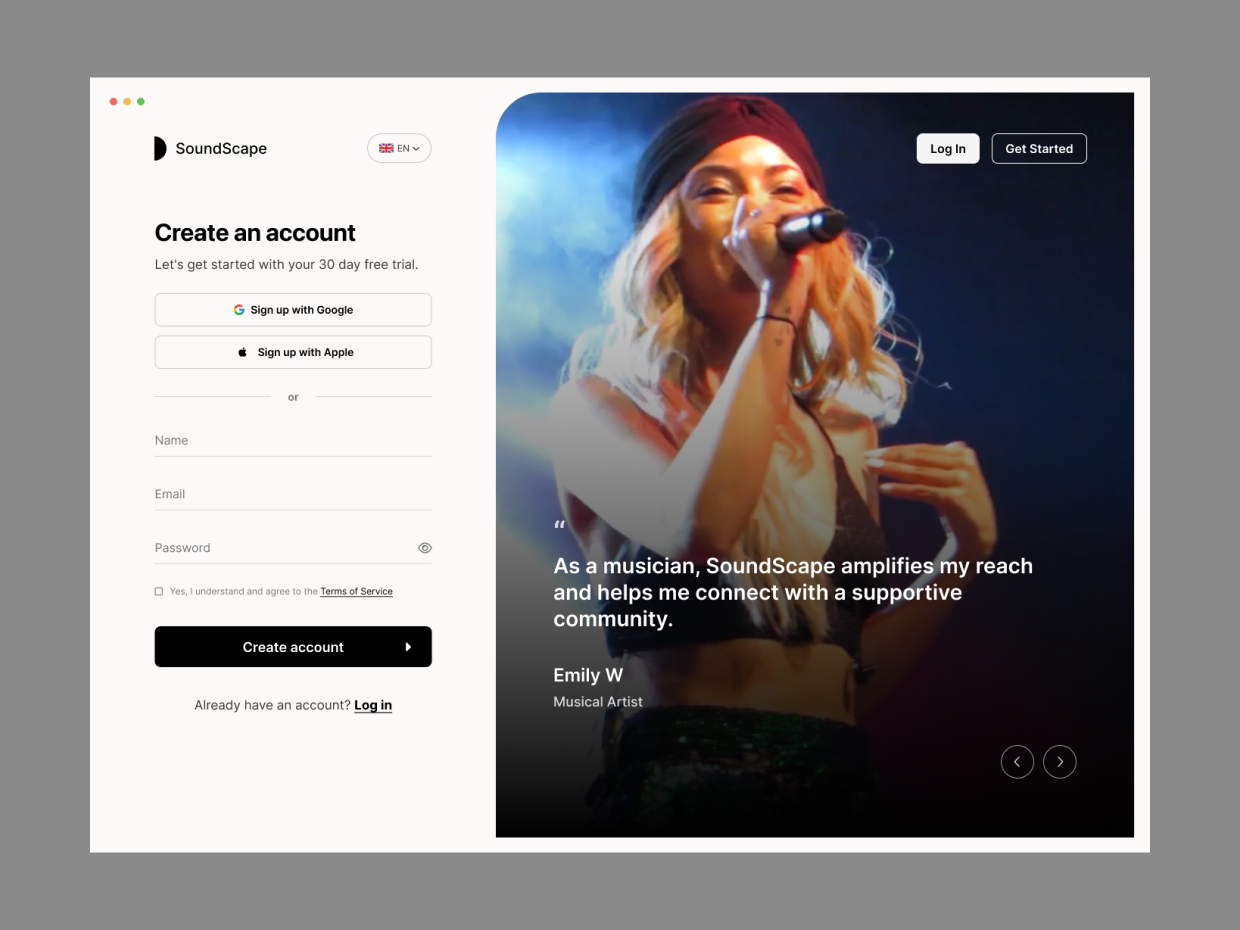 SoundScape
EN
Log In
Get Started
Create an account
Let's get started with your 30 day free trial.
Sign up with Google
Sign up with Apple
or
Name
Email
Password
Yes, I understand and agree to the Terms of Service
Create account
Already have an account? Log in
“
As a musician, SoundScape amplifies my reach
and helps me connect with a supportive
community.
Emily W
Musical Artist